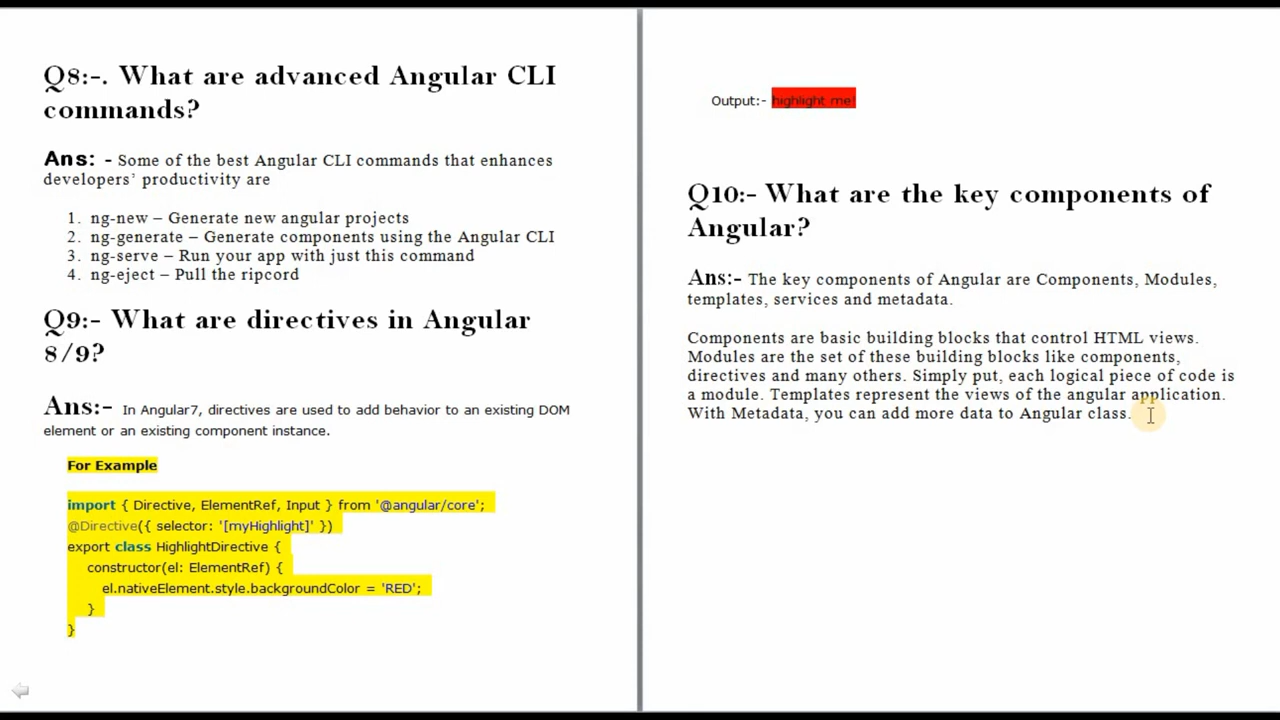 Q8:-. What are advanced Angular CLI
commands?
Ans: - Some of the best Angular CLI commands that enhances
developers’ productivity are
1. ng-new – Generate new angular projects
2. ng-generate – Generate components using the Angular CLI
3. ng-serve – Run your app with just this command
4. ng-eject – Pull the ripcord
Q9:- What are directives in Angular
8/9?
Ans:- In Angular7, directives are used to add behavior to an existing DOM
element or an existing component instance.
For Example
import { Directive, ElementRef, Input } from '@angular/core';
@Directive({ selector: '[myHighlight]' })
export class HighlightDirective {
constructor(el: ElementRef) {
el.nativeElement.style.backgroundColor = 'RED';
}
}
Output:- highlight me!
Q10:- What are the key components of
Angular?
Ans:- The key components of Angular are Components, Modules,
templates, services and metadata.
Components are basic building blocks that control HTML views.
Modules are the set of these building blocks like components,
directives and many others. Simply put, each logical piece of code is
a module. Templates represent the views of the angular application.
With Metadata, you can add more data to Angular class.